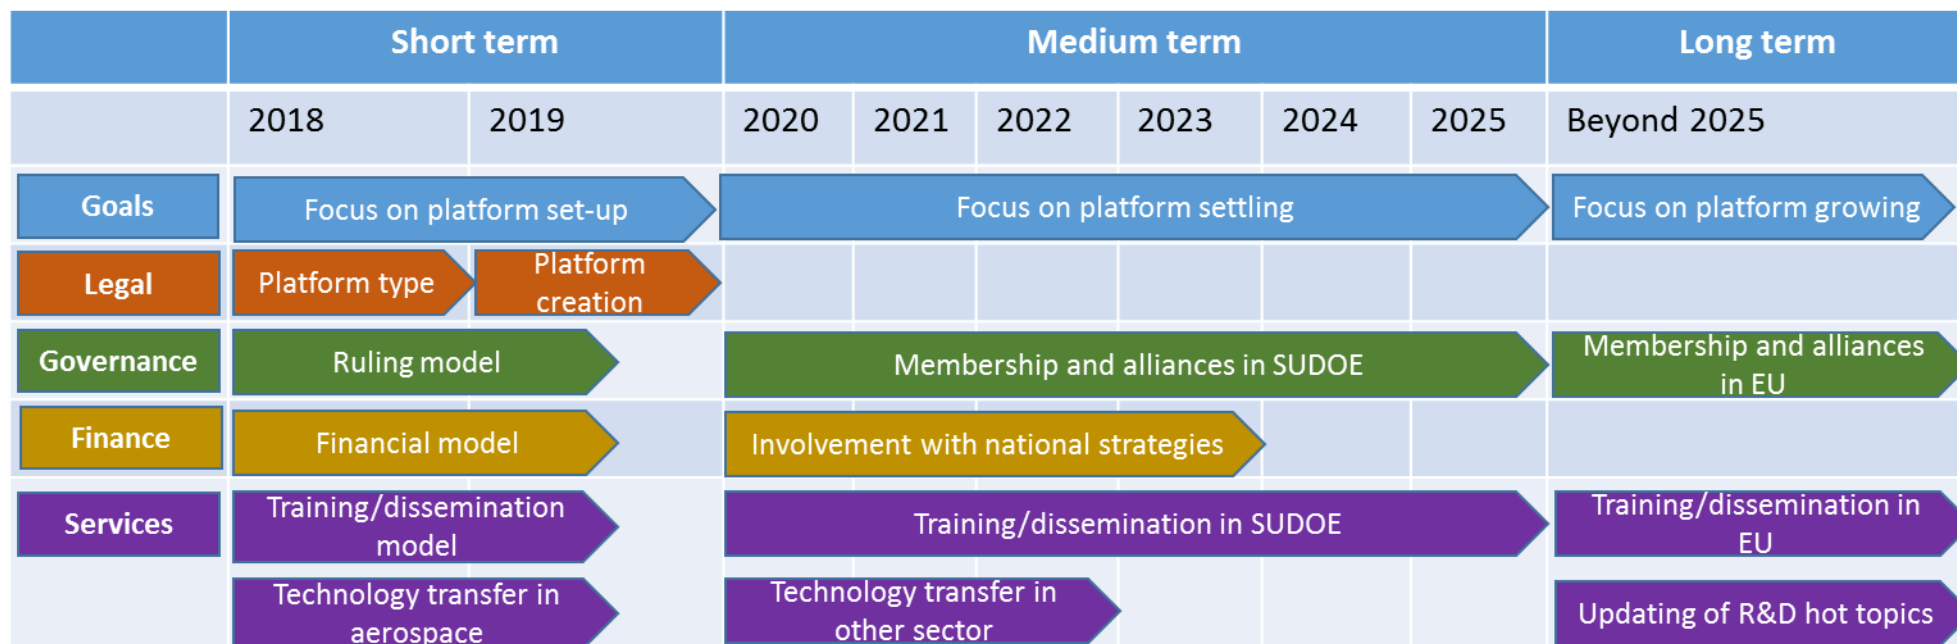 Short term Medium term Long term
2018 2019 2020 2021 2022 2023 2024 2025 Beyond 2025
Goals Focus on platform set-up Focus on platform settling Focus on platform growing
Legal Platform type Platform
creation
Governance Ruling model Membership and alliances in SUDOE Membership and alliances
in EU
Finance Financial model Involvement with national strategies
Services Training/dissemination
model
Training/dissemination in SUDOE Training/dissemination in
EU
Technology transfer in
aerospace
Technology transfer in
other sector
Updating of R&D hot topics